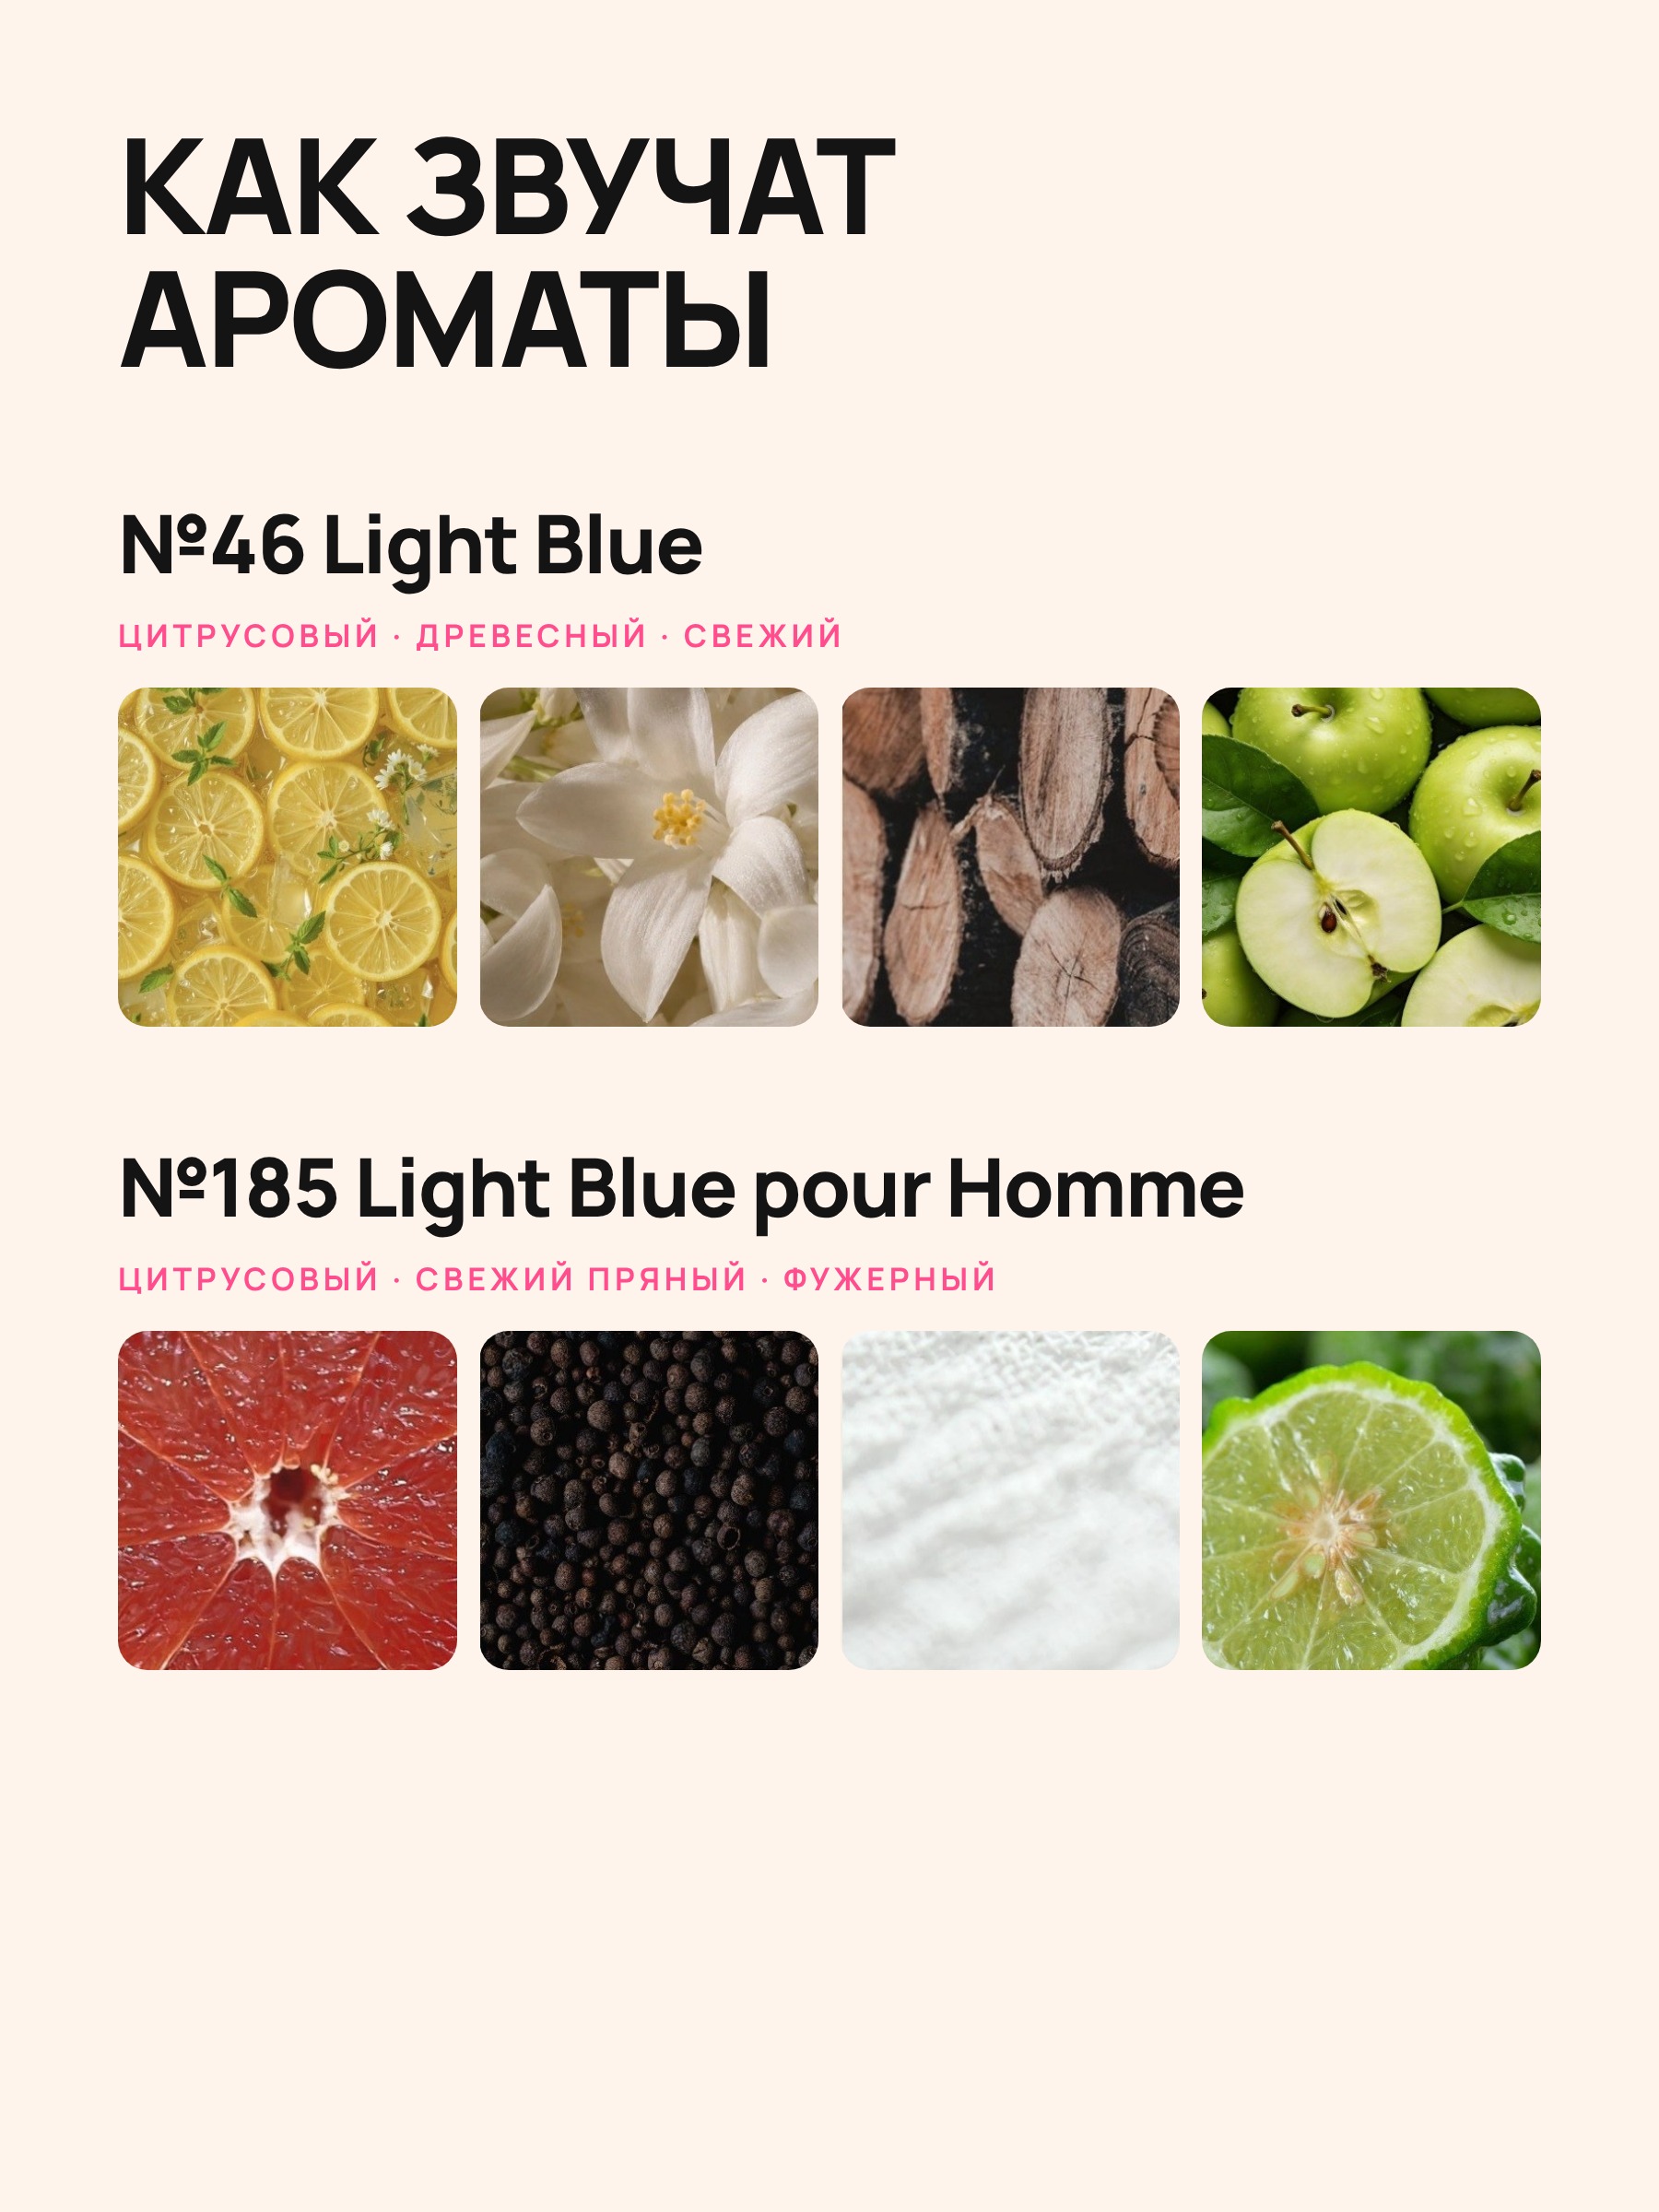 КАК ЗВУЧАТ
АРОМАТЫ
№46 Light Blue
ЦИТРУСОВЫЙ · ДРЕВЕСНЫЙ · СВЕЖИЙ
№185 Light Blue pour Homme
ЦИТРУСОВЫЙ · СВЕЖИЙ ПРЯНЫЙ · ФУЖЕРНЫЙ